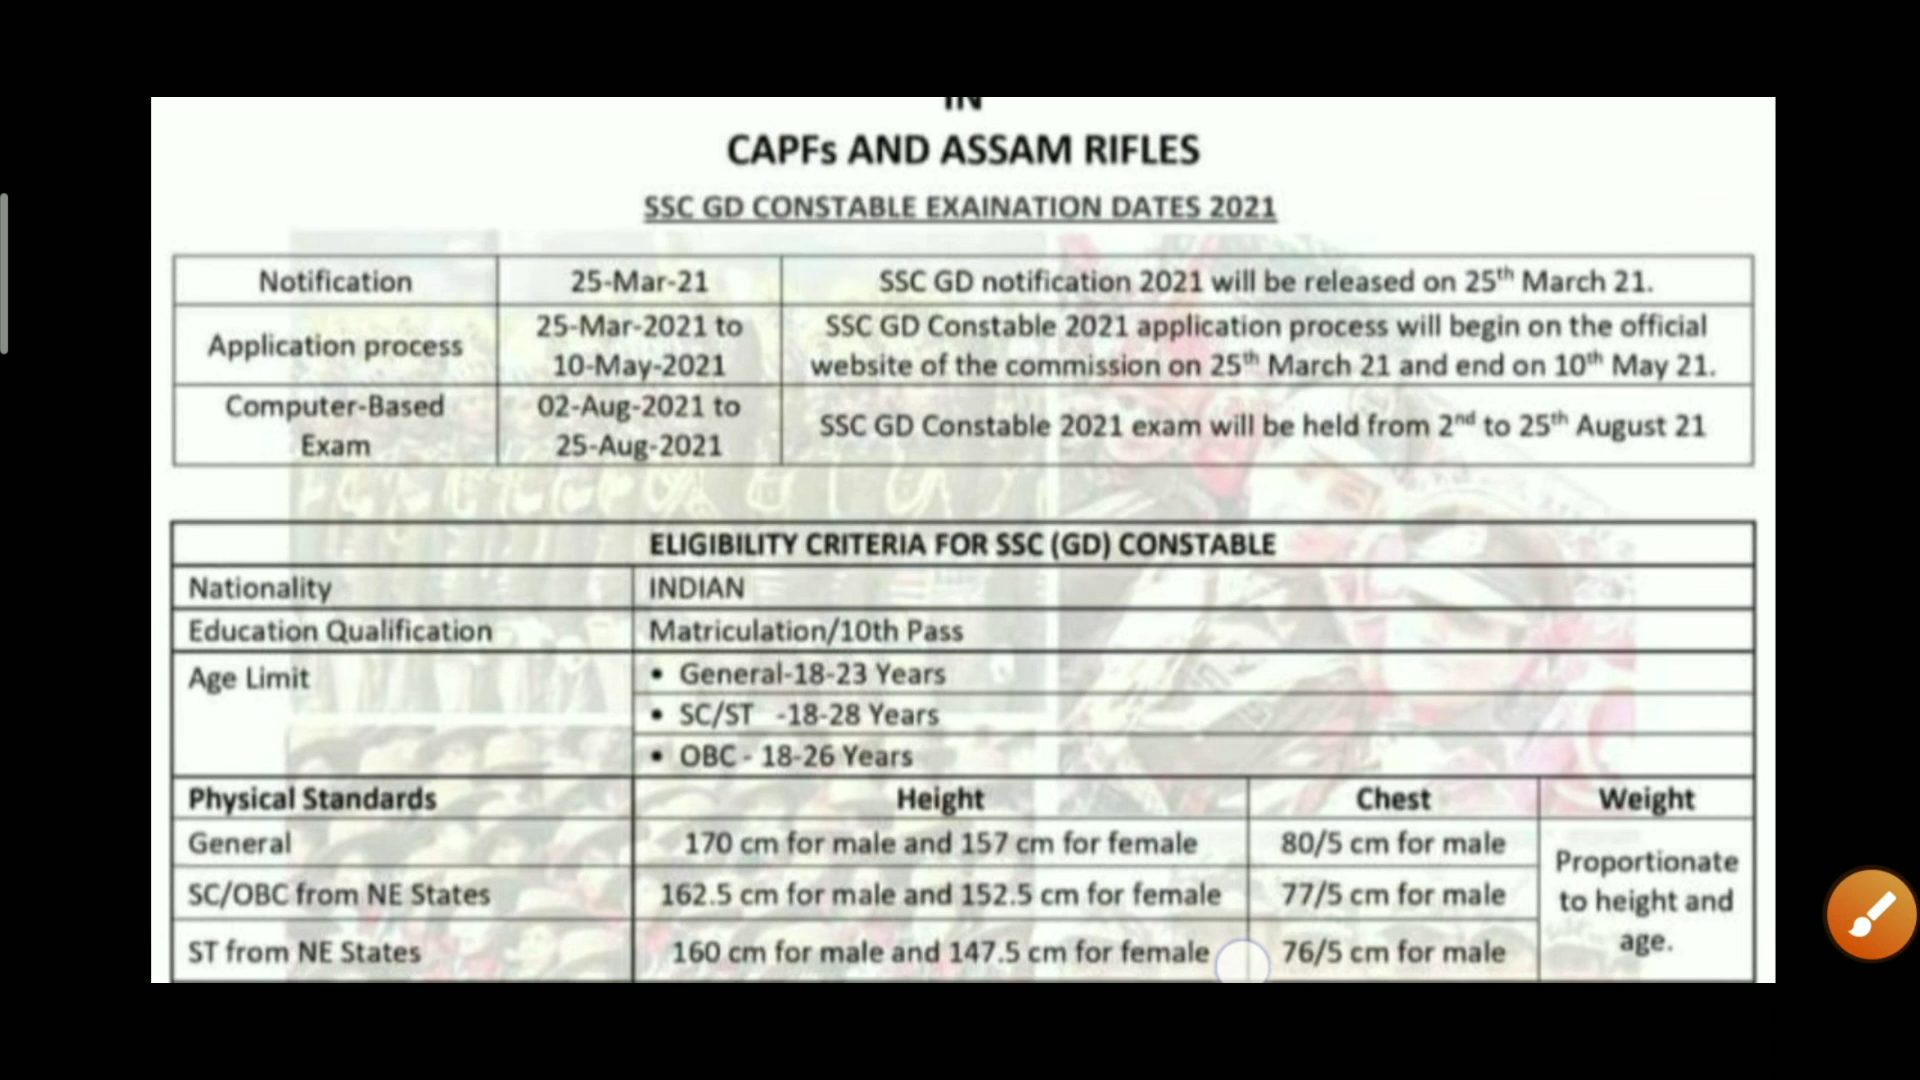 IN
CAPFs AND ASSAM RIFLES
SSC GD CONSTABLE EXAINATION DATES 2021
Notification 25-Mar-21 SSC GD notification 2021 will be released on 25th March 21.
Application process 25-Mar-2021 to 10-May-2021 SSC GD Constable 2021 application process will begin on the official
website of the commission on 25th March 21 and end on 10th May 21.
Computer-Based Exam 02-Aug-2021 to 25-Aug-2021 SSC GD Constable 2021 exam will be held from 2nd to 25th August 21
ELIGIBILITY CRITERIA FOR SSC (GD) CONSTABLE
Nationality INDIAN
Education Qualification Matriculation/10th Pass
Age Limit • General-18-23 Years
• SC/ST -18-28 Years
• OBC - 18-26 Years
Physical Standards Height Chest Weight
General 170 cm for male and 157 cm for female 80/5 cm for male Proportionate to height and age.
SC/OBC from NE States 162.5 cm for male and 152.5 cm for female 77/5 cm for male
ST from NE States 160 cm for male and 147.5 cm for female 76/5 cm for male